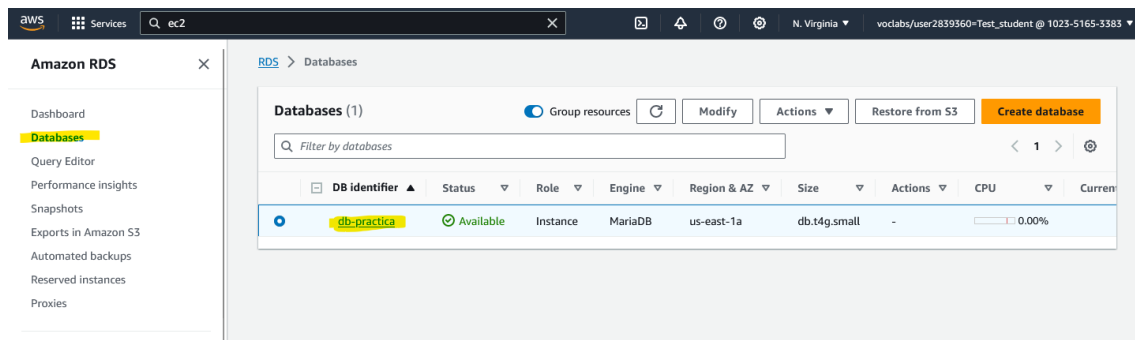 aws Services ec2 N. Virginia voclabs/user2839360=Test_student @ 1023-5165-3383
Amazon RDS
Dashboard
Databases
Query Editor
Performance insights
Snapshots
Exports in Amazon S3
Automated backups
Reserved instances
Proxies
RDS > Databases
Databases (1) Group resources Modify Actions Restore from S3 Create database
Filter by databases 1
DB identifier Status Role Engine Region & AZ Size Actions CPU Curren
db-practica Available Instance MariaDB us-east-1a db.t4g.small - 0.00%